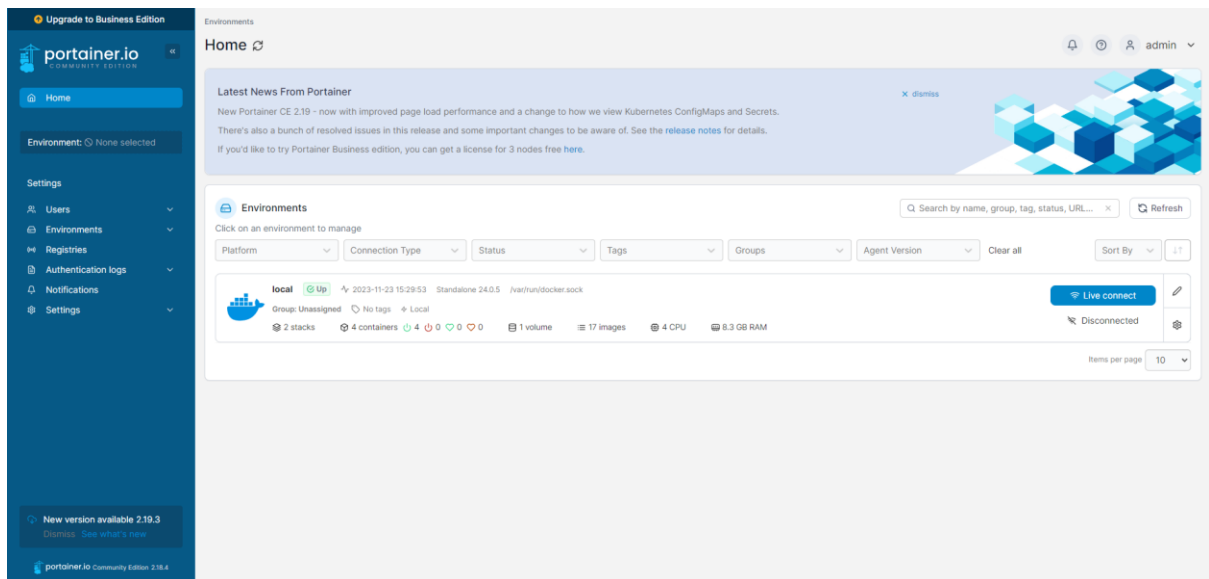 Upgrade to Business Edition
portainer.io
COMMUNITY EDITION
Home
Environment: None selected
Settings
Users
Environments
Registries
Authentication logs
Notifications
Settings
New version available 2.19.3
Dismiss See what's new
portainer.io Community Edition 2.18.4
Environments
Home
admin
Latest News From Portainer
dismiss
New Portainer CE 2.19 - now with improved page load performance and a change to how we view Kubernetes ConfigMaps and Secrets.
There's also a bunch of resolved issues in this release and some important changes to be aware of. See the release notes for details.
If you'd like to try Portainer Business edition, you can get a license for 3 nodes free here.
Environments
Search by name, group, tag, status, URL...
Refresh
Click on an environment to manage
Platform Connection Type Status Tags Groups Agent Version Clear all Sort By
local Up 2023-11-23 15:29:53 Standalone 24.0.5 /var/run/docker.sock
Group: Unassigned No tags Local
2 stacks 4 containers 4 0 0 0 1 volume 17 images 4 CPU 8.3 GB RAM
Live connect
Disconnected
Items per page 10